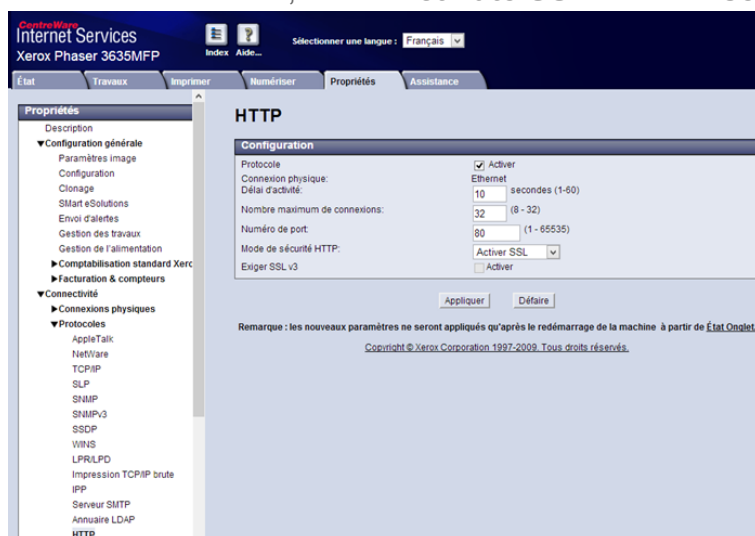 CentreWare
Internet Services
Xerox Phaser 3635MFP
Index
Aide...
Sélectionner une langue :
Français
État
Travaux
Imprimer
Numériser
Propriétés
Assistance
Propriétés
Description
Configuration générale
Paramètres image
Configuration
Clonage
SMart eSolutions
Envoi d'alertes
Gestion des travaux
Gestion de l'alimentation
Comptabilisation standard Xerc
Facturation & compteurs
Connectivité
Connexions physiques
Protocoles
AppleTalk
NetWare
TCP/IP
SLP
SNMP
SNMPv3
SSDP
WINS
LPR/LPD
Impression TCP/IP brute
IPP
Serveur SMTP
Annuaire LDAP
HTTP
HTTP
Configuration
Protocole Activer
Connexion physique: Ethernet
Délai d'activité: 10 secondes (1-60)
Nombre maximum de connexions: 32 (8 - 32)
Numéro de port: 80 (1 - 65535)
Mode de sécurité HTTP: Activer SSL
Exiger SSL v3 Activer
Appliquer
Défaire
Remarque : les nouveaux paramètres ne seront appliqués qu'après le redémarrage de la machine à partir de État Onglet.
Copyright © Xerox Corporation 1997-2009. Tous droits réservés.